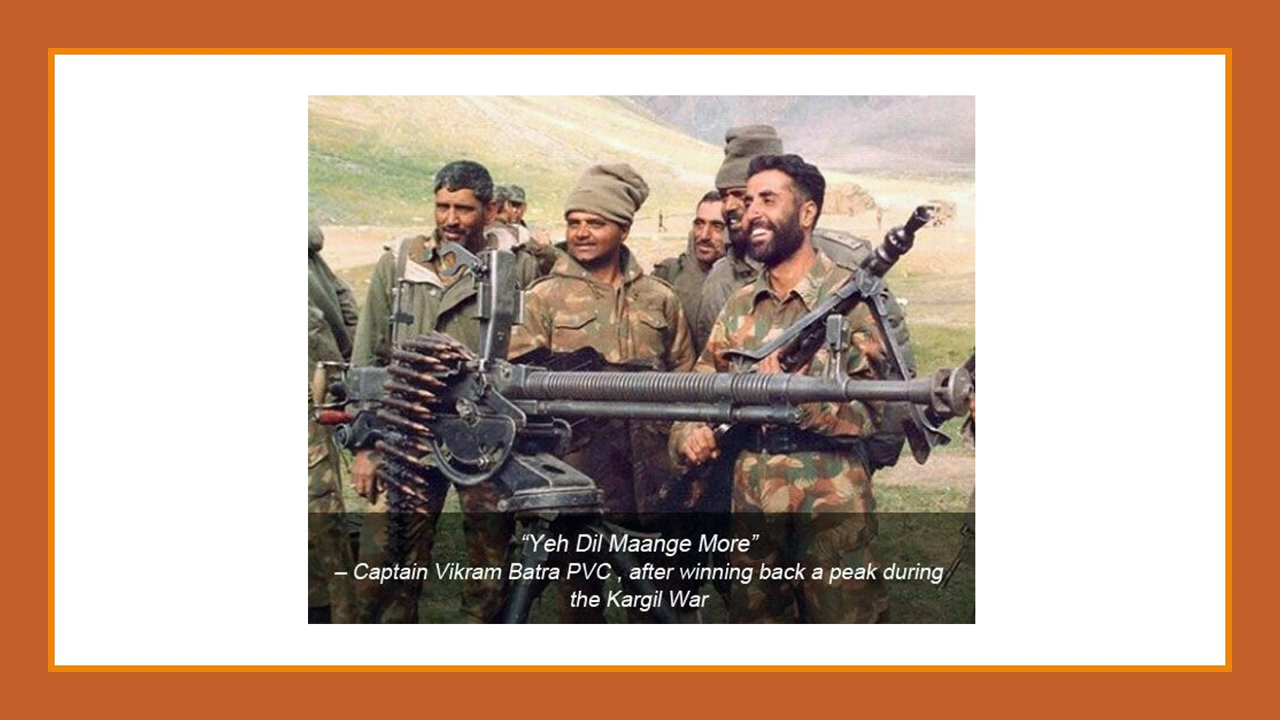 “Yeh Dil Maange More”
– Captain Vikram Batra PVC , after winning back a peak during
the Kargil War